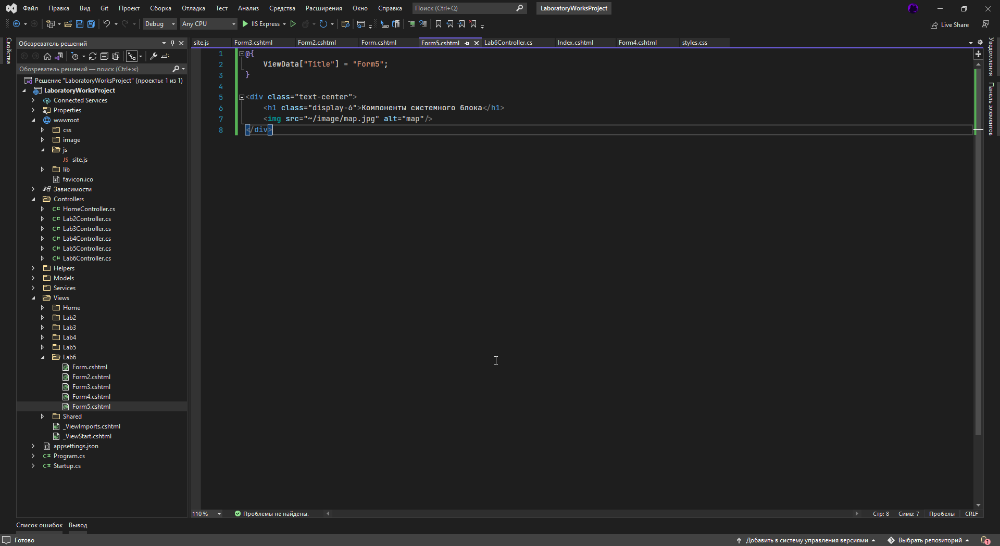 Файл Правка Вид Git Проект Сборка Отладка Тест Анализ Средства Расширения Окно Справка Поиск (Ctrl+Q) LaboratoryWorksProject
Debug Any CPU IIS Express Live Share
Свойства
Обозреватель решений
Обозреватель решений — поиск (Ctrl+ж)
Решение "LaboratoryWorksProject" (проекты: 1 из 1)
LaboratoryWorksProject
Connected Services
Properties
wwwroot
css
image
js
JS site.js
lib
favicon.ico
Зависимости
Controllers
C# HomeController.cs
C# Lab2Controller.cs
C# Lab3Controller.cs
C# Lab4Controller.cs
C# Lab5Controller.cs
C# Lab6Controller.cs
Helpers
Models
Services
Views
Home
Lab2
Lab3
Lab4
Lab5
Lab6
Form.cshtml
Form2.cshtml
Form3.cshtml
Form4.cshtml
Form5.cshtml
Shared
_ViewImports.cshtml
_ViewStart.cshtml
appsettings.json
C# Program.cs
C# Startup.cs
site.js Form3.cshtml Form2.cshtml Form.cshtml Form5.cshtml Lab6Controller.cs Index.cshtml Form4.cshtml styles.css
1 @{
2 ViewData["Title"] = "Form5";
3 }
4
5 <div class="text-center">
6 <h1 class="display-6">Компоненты системного блока</h1>
7 <img src="~/image/map.jpg" alt="map"/>
8 </div>
Уведомления
Панель элементов
110 % Проблемы не найдены. Стр: 8 Симв: 7 Пробелы CRLF
Список ошибок Вывод
Готово Добавить в систему управления версиями Выбрать репозиторий 1